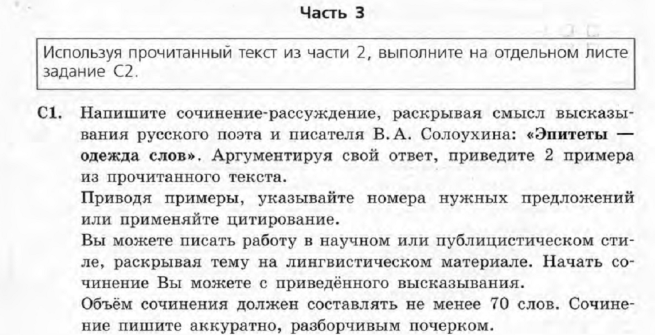 Часть 3
Используя прочитанный текст из части 2, выполните на отдельном листе
задание С2.
С1. Напишите сочинение-рассуждение, раскрывая смысл высказы-
вания русского поэта и писателя В. А. Солоухина: «Эпитеты —
одежда слов». Аргументируя свой ответ, приведите 2 примера
из прочитанного текста.
Приводя примеры, указывайте номера нужных предложений
или применяйте цитирование.
Вы можете писать работу в научном или публицистическом сти-
ле, раскрывая тему на лингвистическом материале. Начать со-
чинение Вы можете с приведённого высказывания.
Объём сочинения должен составлять не менее 70 слов. Сочине-
ние пишите аккуратно, разборчивым почерком.